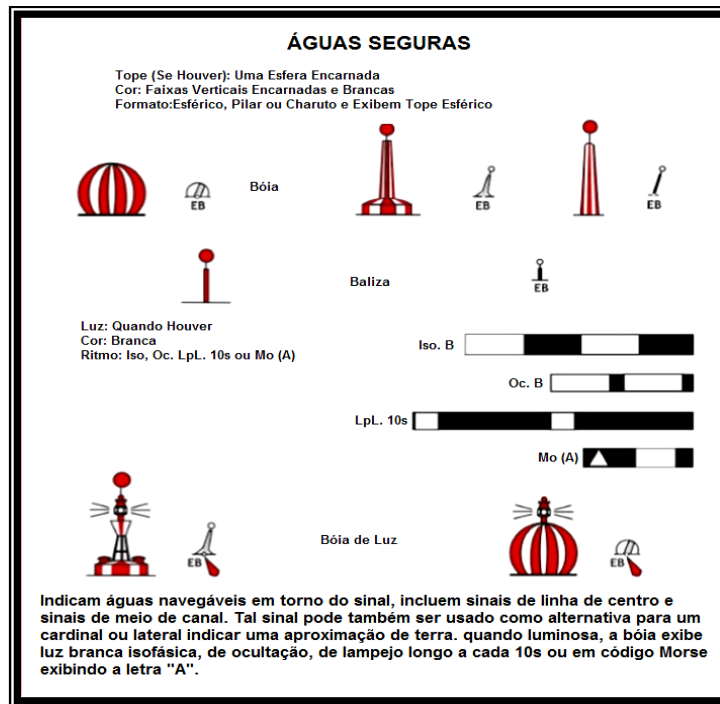 ÁGUAS SEGURAS
Tope (Se Houver): Uma Esfera Encarnada
Cor: Faixas Verticais Encarnadas e Brancas
Formato:Esférico, Pilar ou Charuto e Exibem Tope Esférico
EB
Bóia
EB
EB
Baliza
EB
Luz: Quando Houver
Cor: Branca
Ritmo: Iso, Oc. LpL. 10s ou Mo (A)
Iso. B
Oc. B
LpL. 10s
Mo (A)
EB
Bóia de Luz
EB
Indicam águas navegáveis em torno do sinal, incluem sinais de linha de centro e
sinais de meio de canal. Tal sinal pode também ser usado como alternativa para um
cardinal ou lateral indicar uma aproximação de terra. quando luminosa, a bóia exibe
luz branca isofásica, de ocultação, de lampejo longo a cada 10s ou em código Morse
exibindo a letra "A".